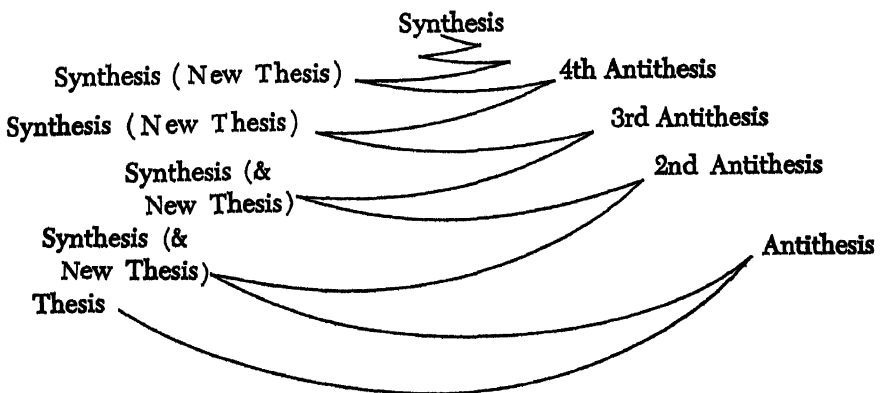 Synthesis
Synthesis (New Thesis)
4th Antithesis
Synthesis (New Thesis)
3rd Antithesis
Synthesis (&
New Thesis)
2nd Antithesis
Synthesis (&
New Thesis)
Antithesis
Thesis